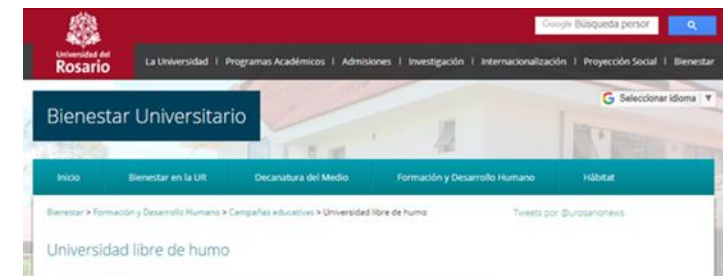 Google Búsqueda persor
Universidad del
Rosario
La Universidad | Programas Académicos | Admisiones | Investigación | Internacionalización | Proyección Social | Bienestar
G Seleccionar idioma ▼
Bienestar Universitario
Inicio Bienestar en la UR Decanatura del Medio Formación y Desarrollo Humano Hábitat
Bienestar > Formación y Desarrollo Humano > Campañas educativas > Universidad libre de humo Tweets por @urosarionews
Universidad libre de humo